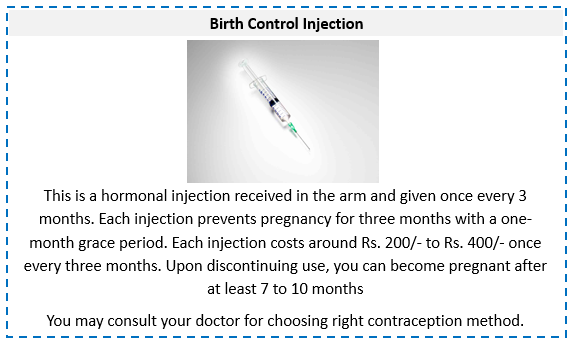 Birth Control Injection
This is a hormonal injection received in the arm and given once every 3
months. Each injection prevents pregnancy for three months with a one-
month grace period. Each injection costs around Rs. 200/- to Rs. 400/- once
every three months. Upon discontinuing use, you can become pregnant after
at least 7 to 10 months
You may consult your doctor for choosing right contraception method.